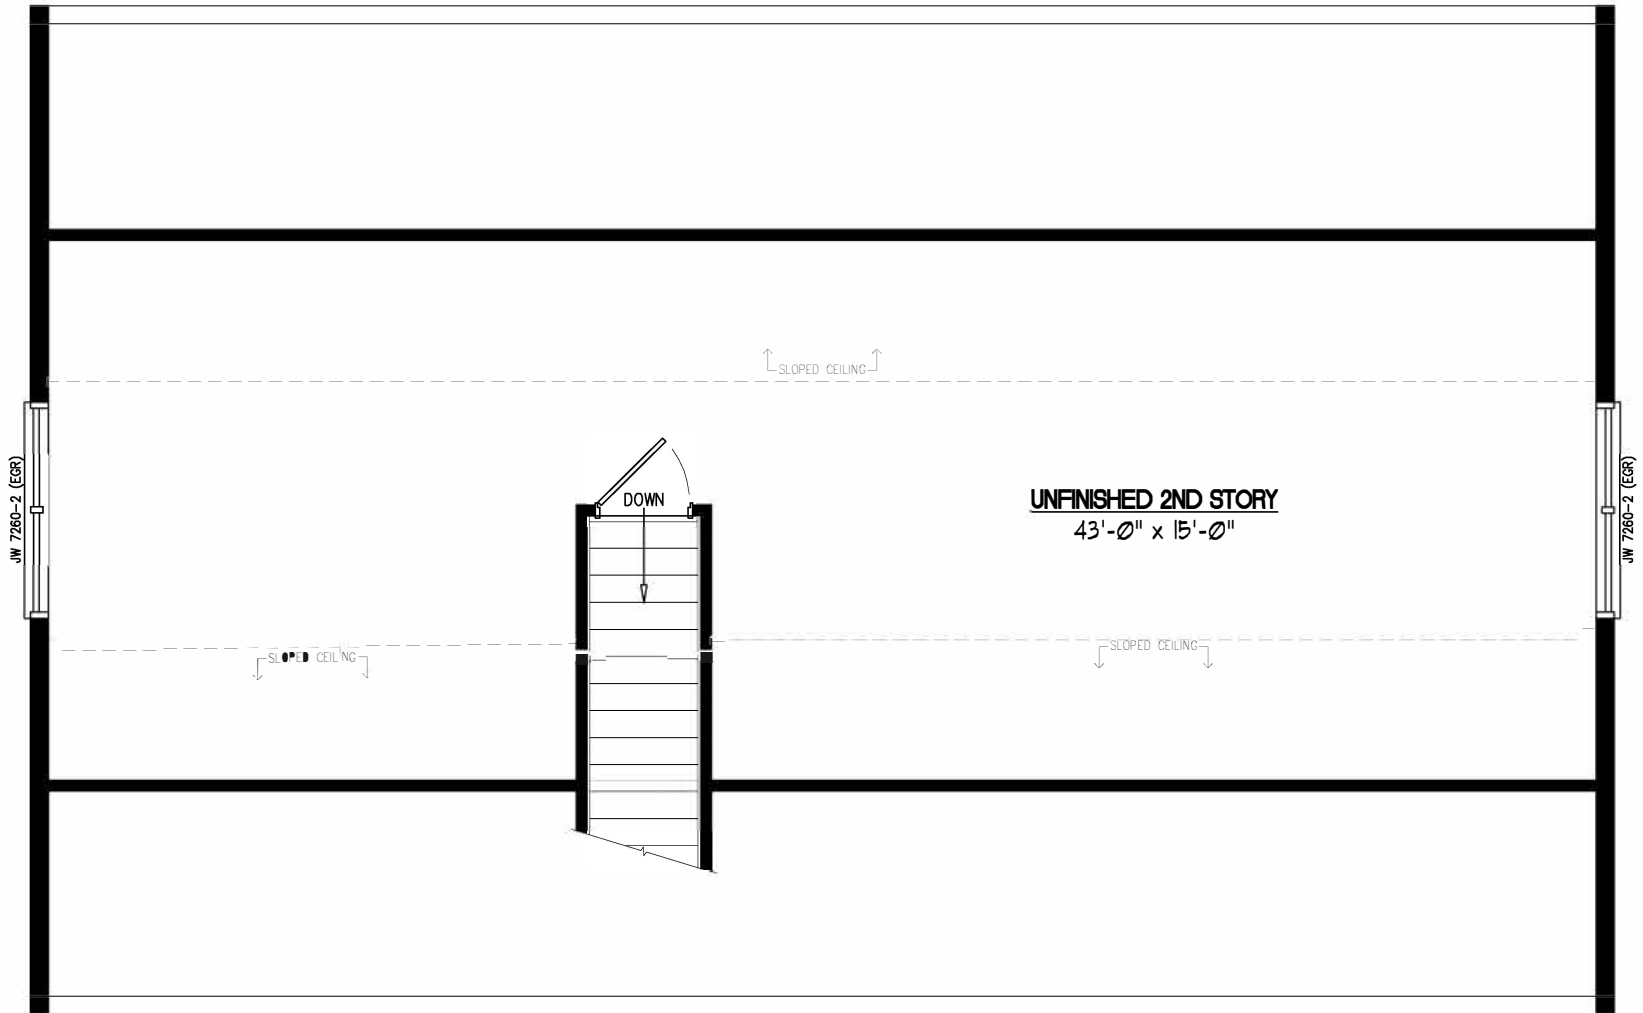 SLOPED CEILING
JW 7260-2 (EGR)
DOWN
UNFINISHED 2ND STORY
43'-0" x 15'-0"
JW 7260-2 (EGR)
SLOPED CEILING
SLOPED CEILING